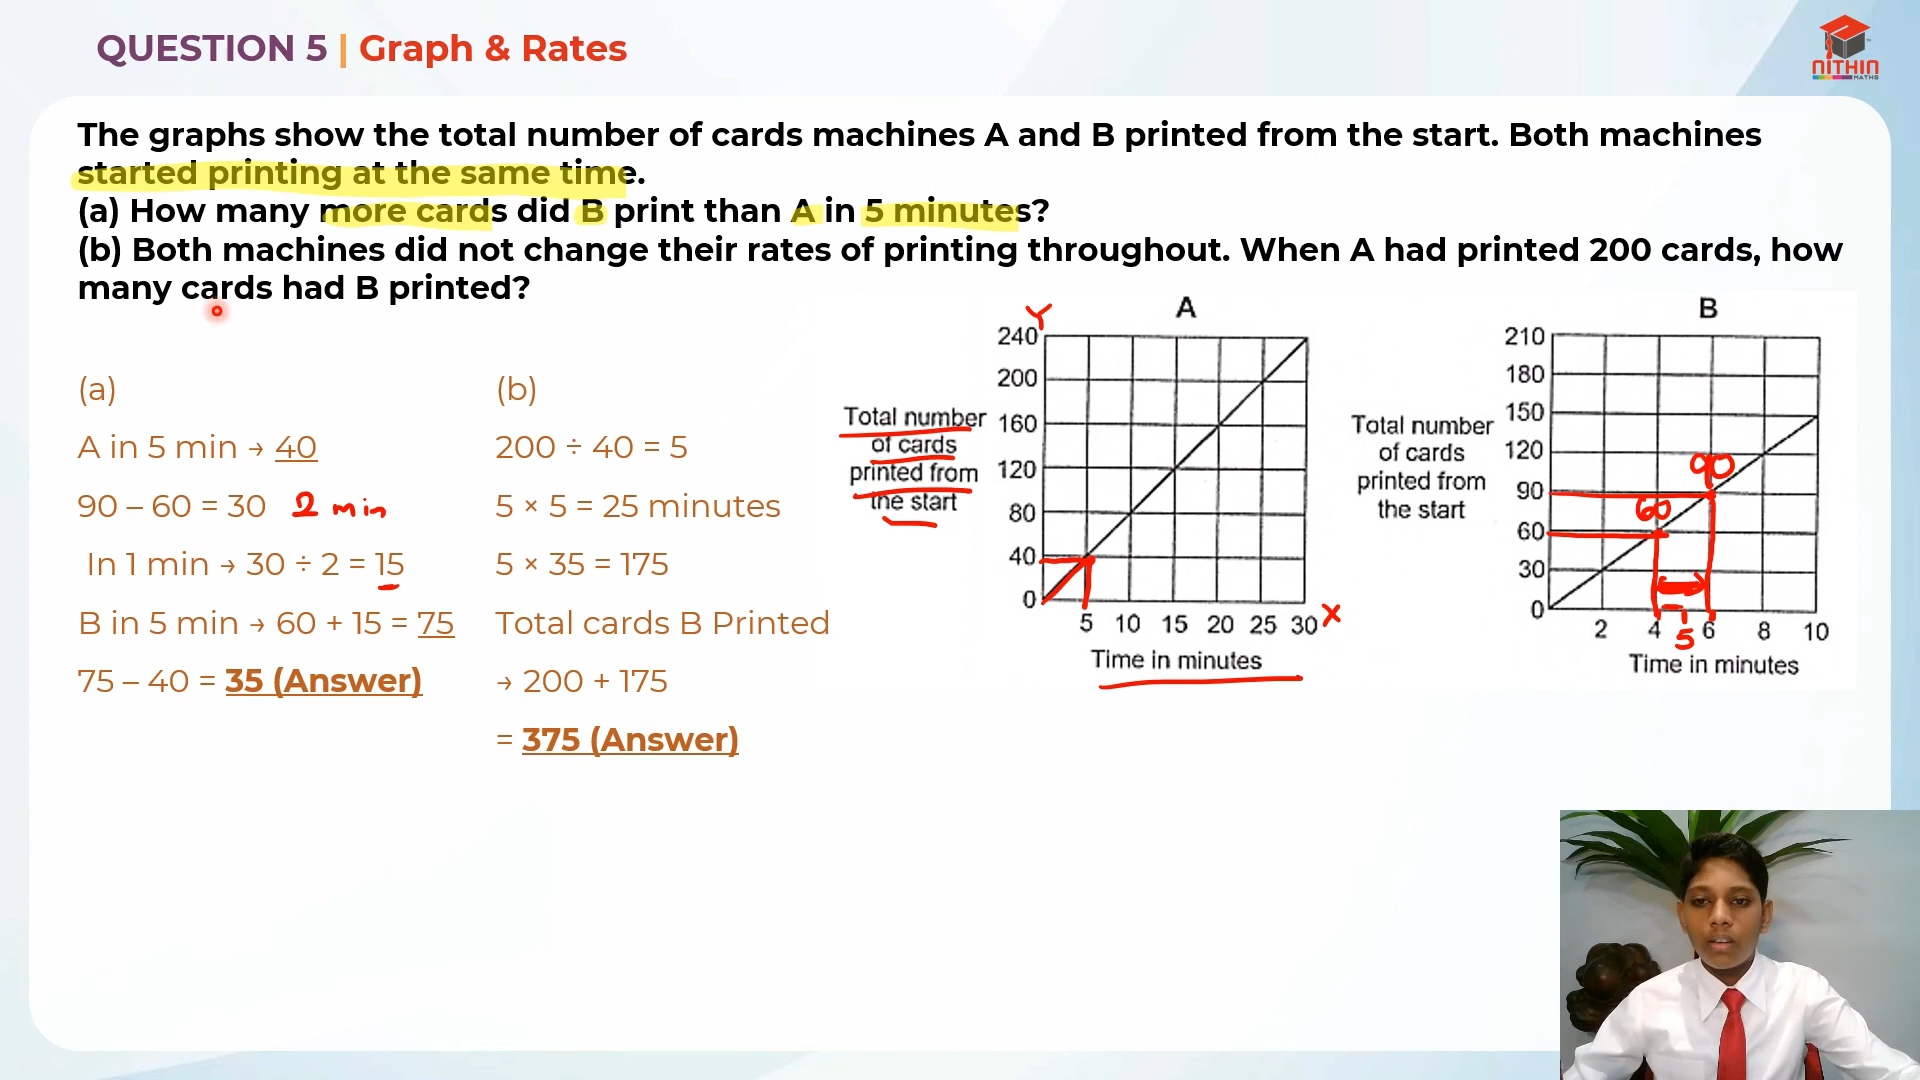 QUESTION 5 | Graph & Rates
NITHIN
MATHS
The graphs show the total number of cards machines A and B printed from the start. Both machines
started printing at the same time.
(a) How many more cards did B print than A in 5 minutes?
(b) Both machines did not change their rates of printing throughout. When A had printed 200 cards, how
many cards had B printed?
(a)
A in 5 min → 40
90 – 60 = 30 2 min
In 1 min → 30 ÷ 2 = 15
B in 5 min → 60 + 15 = 75
75 – 40 = 35 (Answer)
(b)
200 ÷ 40 = 5
5 × 5 = 25 minutes
5 × 35 = 175
Total cards B Printed
→ 200 + 175
= 375 (Answer)
A
Y
240
200
160
120
80
40
0
Total number
of cards
printed from
the start
5 10 15 20 25 30 X
Time in minutes
B
210
180
150
120
90
60
30
0
Total number
of cards
printed from
the start
90
60
2 4 6 8 10
5
Time in minutes